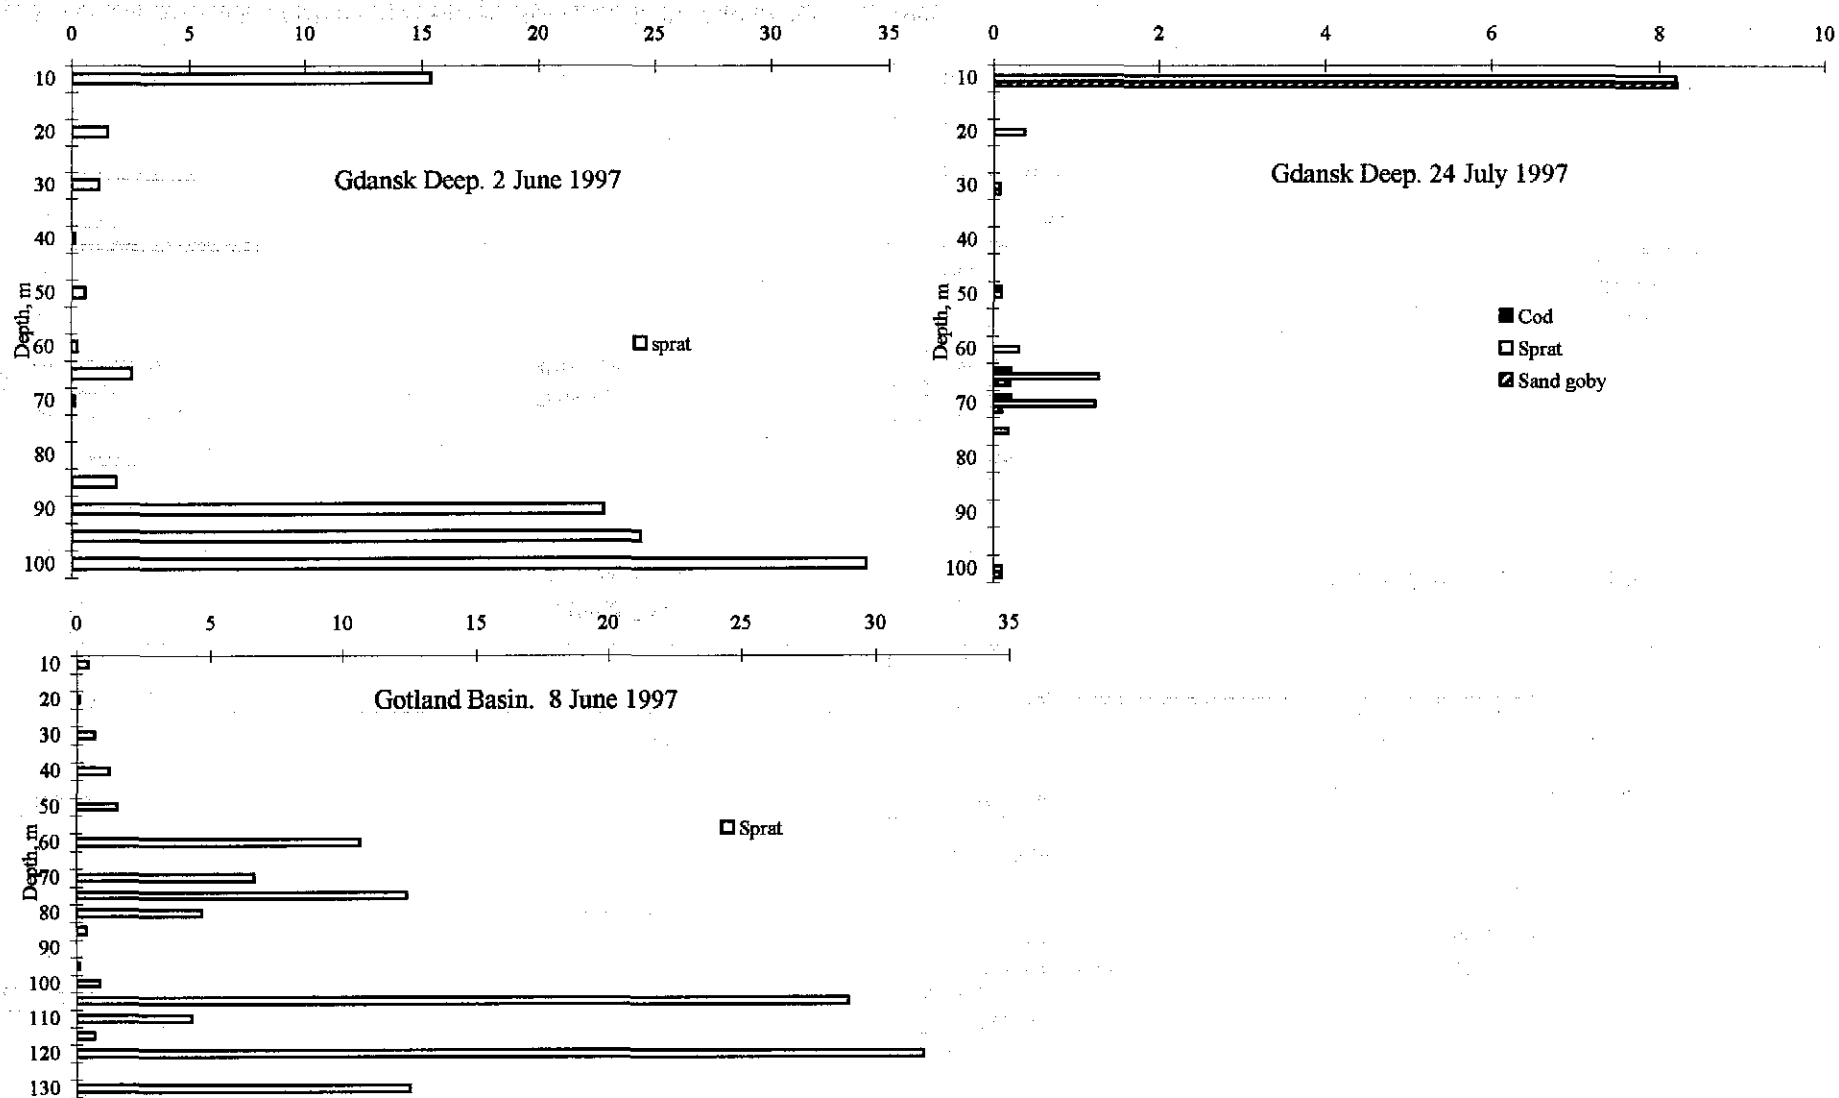 0 5 10 15 20 25 30 35
10
20
30
40
50
60
70
80
90
100
Depth, m
Gdansk Deep. 2 June 1997
sprat
0 2 4 6 8 10
10
20
30
40
50
60
70
80
90
100
Depth, m
Gdansk Deep. 24 July 1997
Cod
Sprat
Sand goby
0 5 10 15 20 25 30 35
10
20
30
40
50
60
70
80
90
100
110
120
130
Depth, m
Gotland Basin. 8 June 1997
Sprat